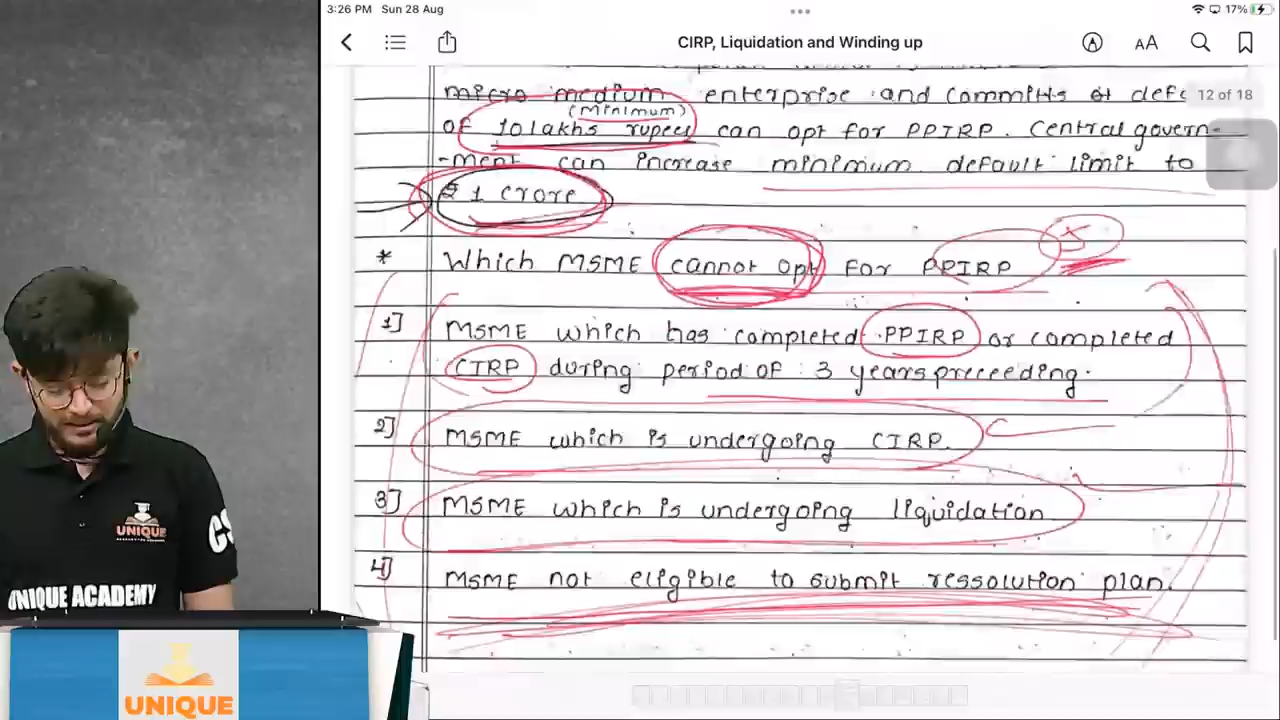 3:26 PM Sun 28 Aug
17%
CIRP, Liquidation and Winding up
AA
12 of 18
micro medium enterprise and commits a defa
(Minimum)
of 10 lakhs rupees can opt for PPIRP. Central govern-
-ment can increase minimum default limit to
₹ 1 crore
* Which MSME cannot opt for PPIRP
1] MSME which has completed PPIRP or completed
CIRP during period of 3 years preceeding.
2] MSME which is undergoing CIRP.
3] MSME which is undergoing liquidation
4] MSME not eligible to submit ressolution plan.
UNIQUE
CS
UNIQUE ACADEMY
UNIQUE